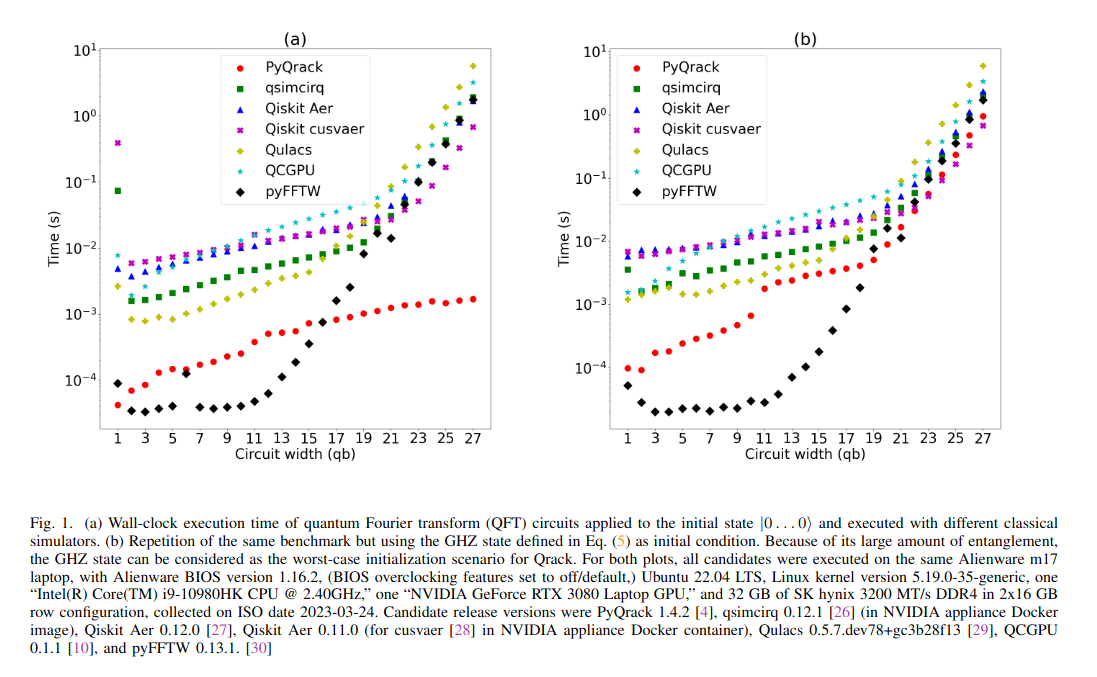 (a)
10¹
10⁰
10⁻¹
10⁻²
10⁻³
10⁻⁴
Time (s)
PyQrack
qsimcirq
Qiskit Aer
Qiskit cusvaer
Qulacs
QCGPU
pyFFTW
1 3 5 7 9 11 13 15 17 19 21 23 25 27
Circuit width (qb)
(b)
10¹
10⁰
10⁻¹
10⁻²
10⁻³
10⁻⁴
Time (s)
PyQrack
qsimcirq
Qiskit Aer
Qiskit cusvaer
Qulacs
QCGPU
pyFFTW
1 3 5 7 9 11 13 15 17 19 21 23 25 27
Circuit width (qb)
Fig. 1. (a) Wall-clock execution time of quantum Fourier transform (QFT) circuits applied to the initial state |0 . . . 0⟩ and executed with different classical
simulators. (b) Repetition of the same benchmark but using the GHZ state defined in Eq. (5) as initial condition. Because of its large amount of entanglement,
the GHZ state can be considered as the worst-case initialization scenario for Qrack. For both plots, all candidates were executed on the same Alienware m17
laptop, with Alienware BIOS version 1.16.2, (BIOS overclocking features set to off/default,) Ubuntu 22.04 LTS, Linux kernel version 5.19.0-35-generic, one
“Intel(R) Core(TM) i9-10980HK CPU @ 2.40GHz,” one “NVIDIA GeForce RTX 3080 Laptop GPU,” and 32 GB of SK hynix 3200 MT/s DDR4 in 2x16 GB
row configuration, collected on ISO date 2023-03-24. Candidate release versions were PyQrack 1.4.2 [4], qsimcirq 0.12.1 [26] (in NVIDIA appliance Docker
image), Qiskit Aer 0.12.0 [27], Qiskit Aer 0.11.0 (for cusvaer [28] in NVIDIA appliance Docker container), Qulacs 0.5.7.dev78+gc3b28f13 [29], QCGPU
0.1.1 [10], and pyFFTW 0.13.1. [30]